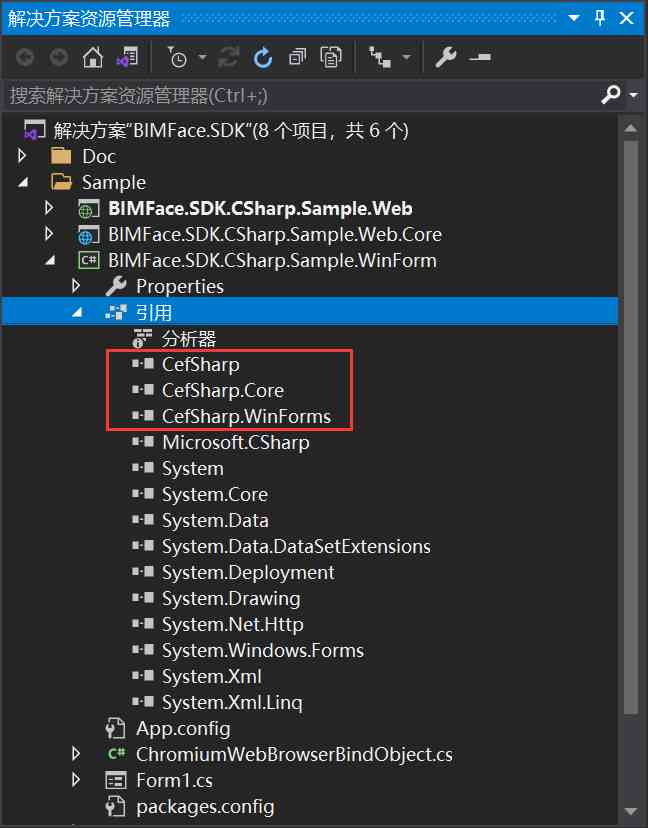 解决方案资源管理器
搜索解决方案资源管理器(Ctrl+;)
解决方案"BIMFace.SDK"(8 个项目，共 6 个)
Doc
Sample
BIMFace.SDK.CSharp.Sample.Web
BIMFace.SDK.CSharp.Sample.Web.Core
C# BIMFace.SDK.CSharp.Sample.WinForm
Properties
引用
分析器
CefSharp
CefSharp.Core
CefSharp.WinForms
Microsoft.CSharp
System
System.Core
System.Data
System.Data.DataSetExtensions
System.Deployment
System.Drawing
System.Net.Http
System.Windows.Forms
System.Xml
System.Xml.Linq
App.config
C# ChromiumWebBrowserBindObject.cs
Form1.cs
packages.config